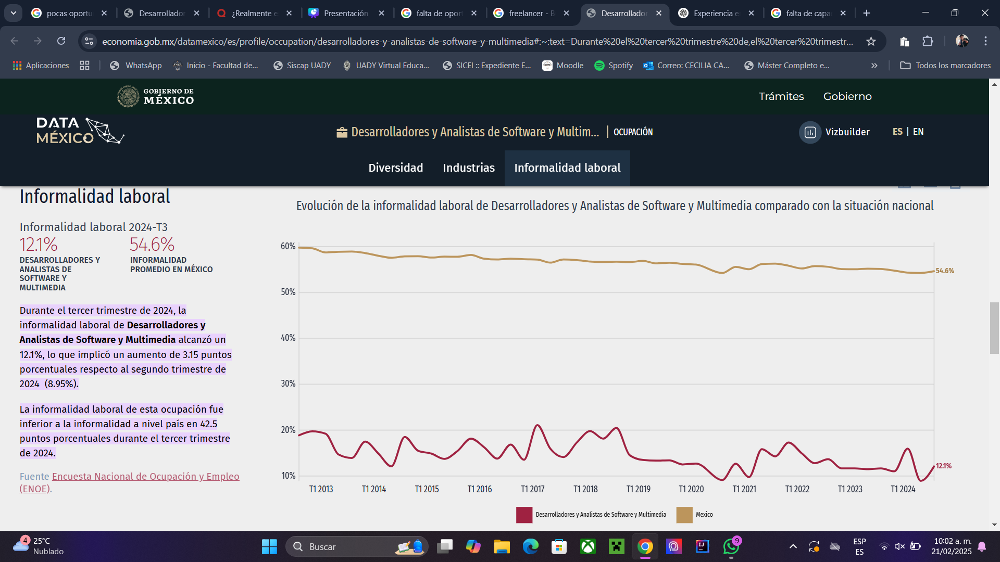 pocas oportu
Desarrollador
¿Realmente e
Presentación
falta de opor
freelancer - B
Desarrollador
Experiencia e
falta de capa
economia.gob.mx/datamexico/es/profile/occupation/desarrolladores-y-analistas-de-software-y-multimedia#:~:text=Durante%20el%20tercer%20trimestre%20de,el%20tercer%20trimestr...
Aplicaciones
WhatsApp
Inicio - Facultad de...
Siscap UADY
UADY Virtual Educa...
SICEI :: Expediente E...
Moodle
Spotify
Correo: CECILIA CA...
Máster Completo e...
»
Todos los marcadores
GOBIERNO DE
MÉXICO
Trámites
Gobierno
DATA
MÉXICO
Desarrolladores y Analistas de Software y Multim... | OCUPACIÓN
Vizbuilder
ES | EN
Diversidad
Industrias
Informalidad laboral
Informalidad laboral
Informalidad laboral 2024-T3
12.1%
DESARROLLADORES Y
ANALISTAS DE
SOFTWARE Y
MULTIMEDIA
54.6%
INFORMALIDAD
PROMEDIO EN MÉXICO
Durante el tercer trimestre de 2024, la
informalidad laboral de Desarrolladores y
Analistas de Software y Multimedia alcanzó un
12.1%, lo que implicó un aumento de 3.15 puntos
porcentuales respecto al segundo trimestre de
2024 (8.95%).
La informalidad laboral de esta ocupación fue
inferior a la informalidad a nivel país en 42.5
puntos porcentuales durante el tercer trimestre
de 2024.
Fuente Encuesta Nacional de Ocupación y Empleo
(ENOE).
Evolución de la informalidad laboral de Desarrolladores y Analistas de Software y Multimedia comparado con la situación nacional
60%
50%
40%
30%
20%
10%
54.6%
12.1%
T1 2013
T1 2014
T1 2015
T1 2016
T1 2017
T1 2018
T1 2019
T1 2020
T1 2021
T1 2022
T1 2023
T1 2024
Desarrolladores y Analistas de Software y Multimedia
Mexico
4
25°C
Nublado
Buscar
IJ
9
ESP
ES
10:02 a. m.
21/02/2025